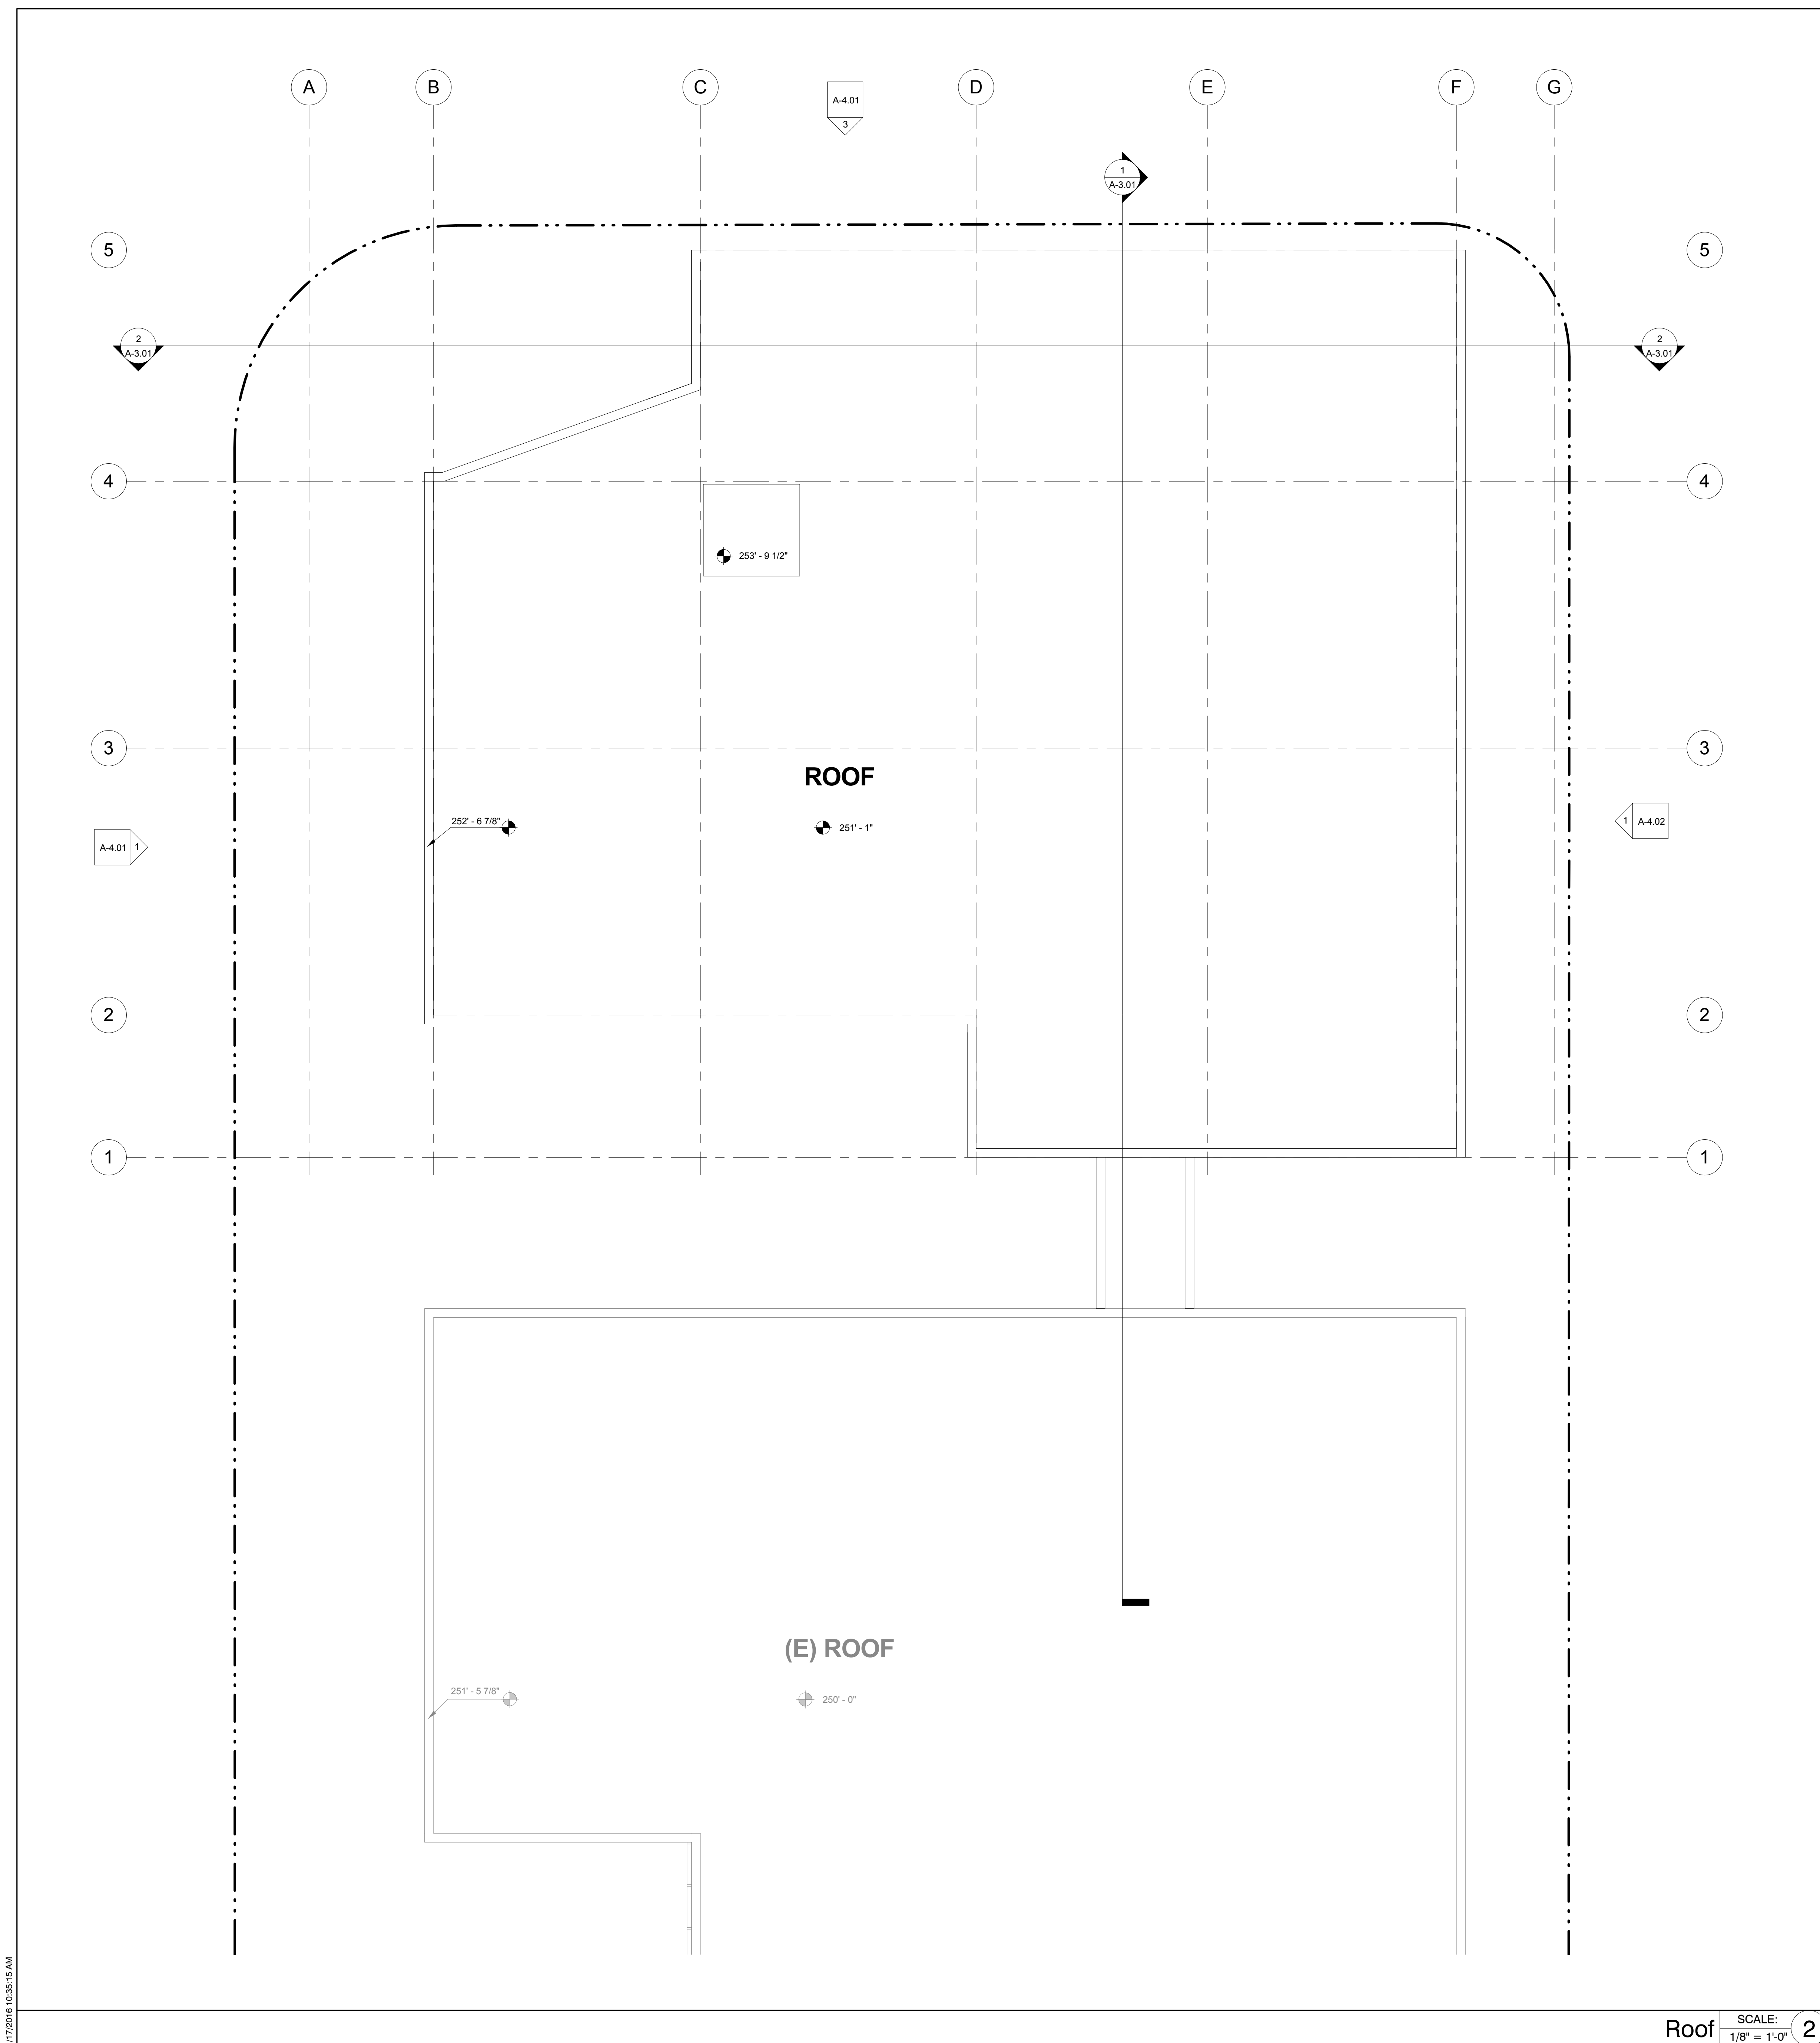 A B C D E F G
A-4.01
3
1
A-3.01
5 5
2
A-3.01
2
A-3.01
4 4
253' - 9 1/2"
3 3
ROOF
252' - 6 7/8"
251' - 1"
A-4.01 1
1 A-4.02
2 2
1 1
(E) ROOF
251' - 5 7/8"
250' - 0"
/17/2016 10:35:15 AM
Roof
SCALE:
1/8" = 1'-0"
2